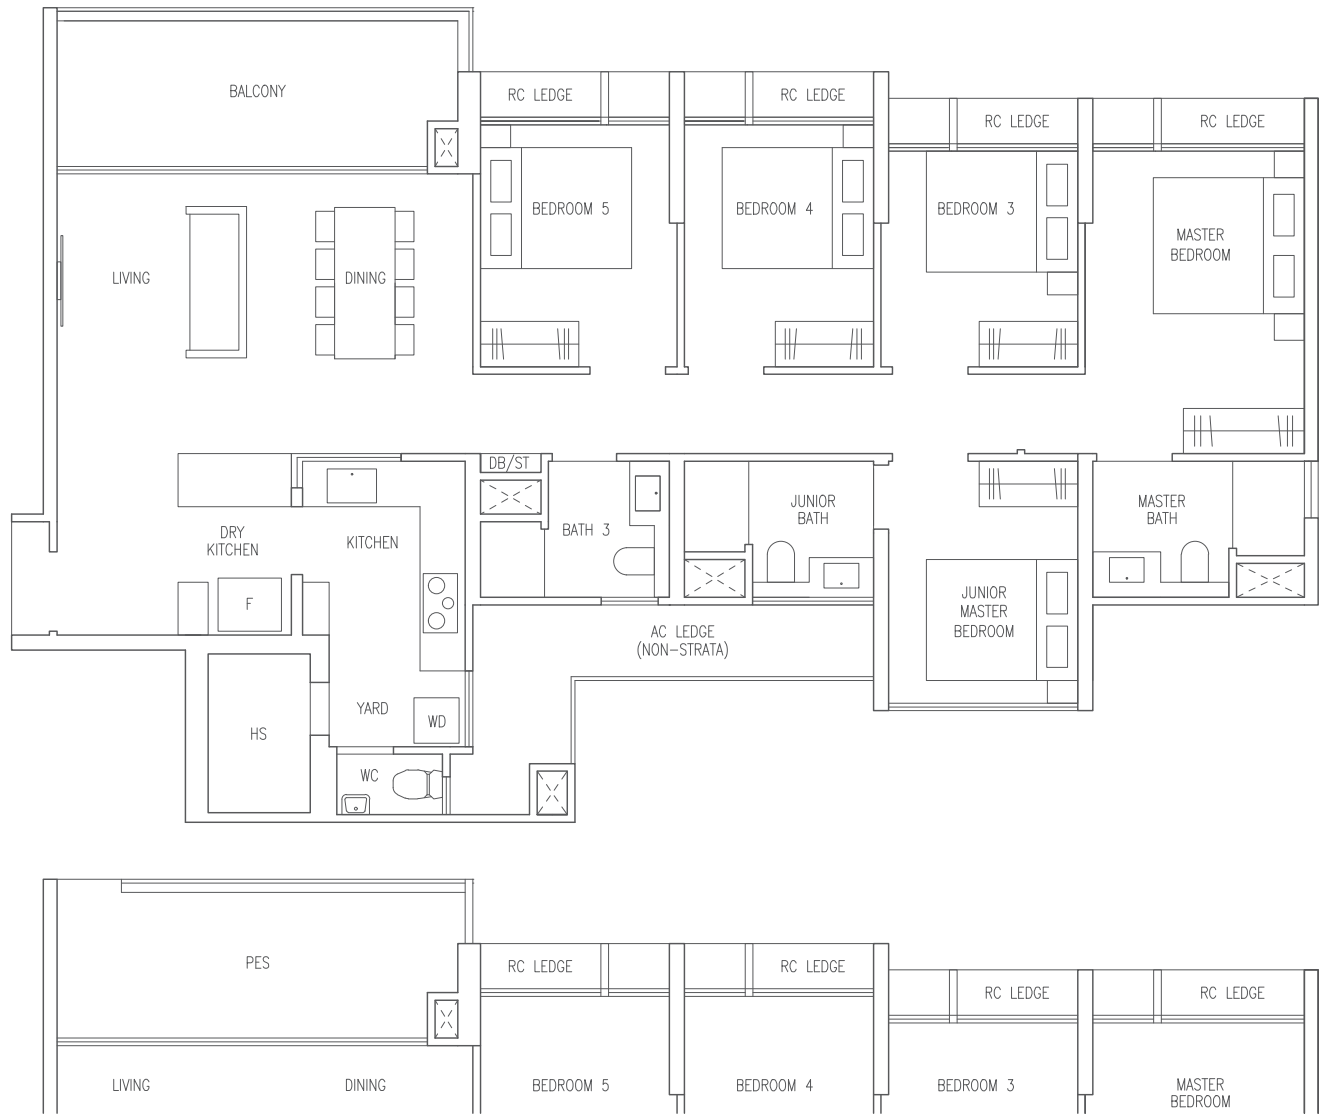 BALCONY
RC LEDGE
RC LEDGE
RC LEDGE
RC LEDGE
BEDROOM 5
BEDROOM 4
BEDROOM 3
MASTER
BEDROOM
LIVING
DINING
DB/ST
DRY
KITCHEN
KITCHEN
BATH 3
JUNIOR
BATH
MASTER
BATH
F
JUNIOR
MASTER
BEDROOM
AC LEDGE
(NON-STRATA)
HS
YARD
WD
WC
PES
RC LEDGE
RC LEDGE
RC LEDGE
RC LEDGE
LIVING
DINING
BEDROOM 5
BEDROOM 4
BEDROOM 3
MASTER
BEDROOM